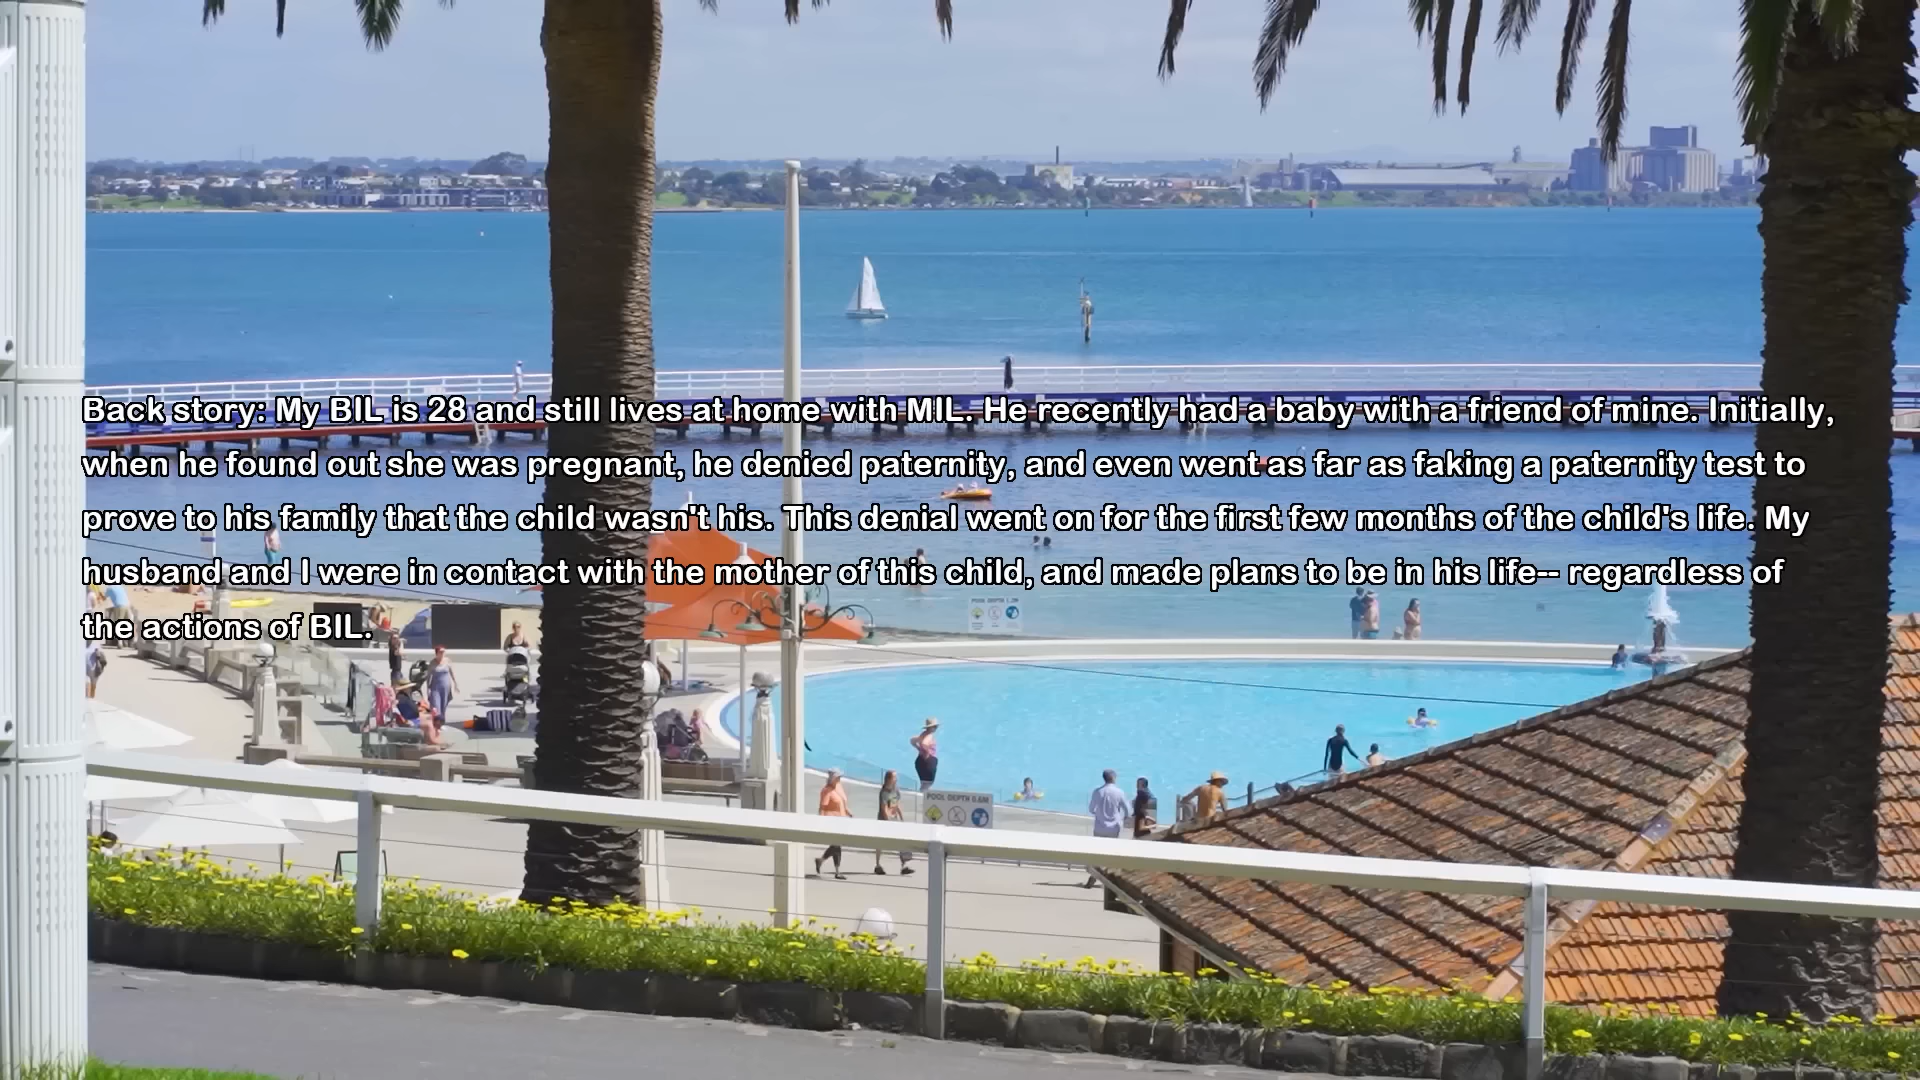 Back story: My BIL is 28 and still lives at home with MIL. He recently had a baby with a friend of mine. Initially,
when he found out she was pregnant, he denied paternity, and even went as far as faking a paternity test to
prove to his family that the child wasn't his. This denial went on for the first few months of the child's life. My
husband and I were in contact with the mother of this child, and made plans to be in his life-- regardless of
the actions of BIL.
POOL DEPTH 0.6M